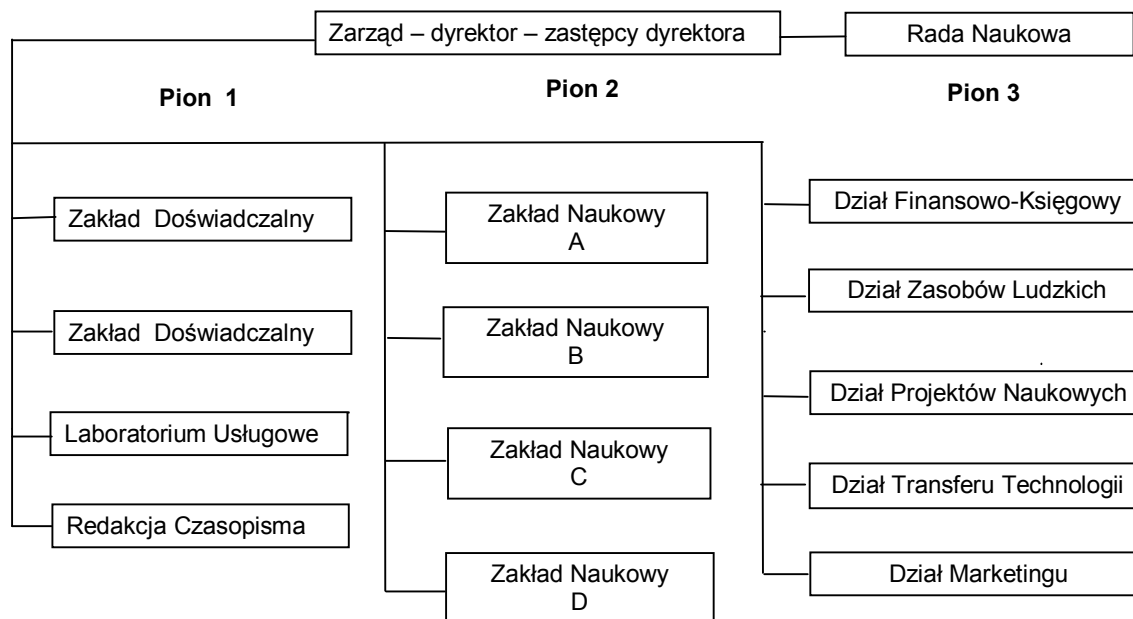 Zarząd – dyrektor – zastępcy dyrektora
Rada Naukowa
Pion 1
Pion 2
Pion 3
Zakład Doświadczalny
Zakład Doświadczalny
Laboratorium Usługowe
Redakcja Czasopisma
Zakład Naukowy
A
Zakład Naukowy
B
Zakład Naukowy
C
Zakład Naukowy
D
Dział Finansowo-Księgowy
Dział Zasobów Ludzkich
Dział Projektów Naukowych
Dział Transferu Technologii
Dział Marketingu